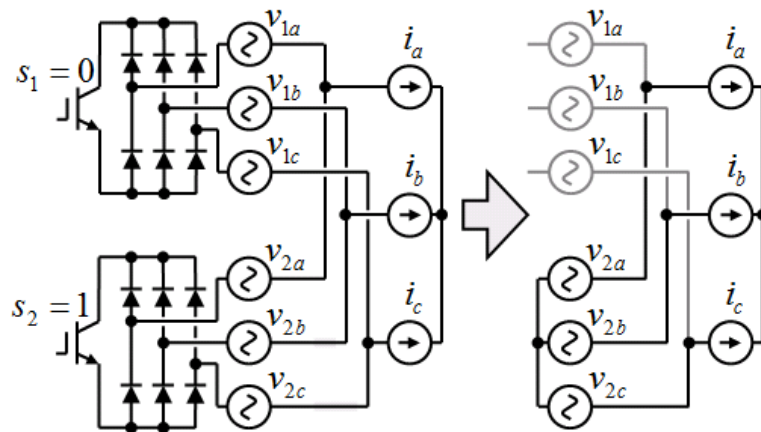 v1a ia v1a ia
s1 = 0 v1b v1b
v1c ib v1c ib
v2a v2a
s2 = 1 v2b ic v2b ic
v2c v2c